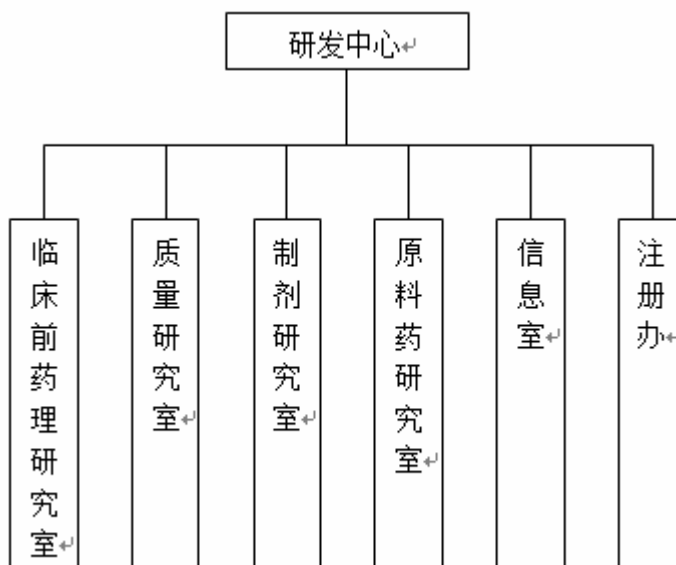 研发中心
临床前药理研究室
质量研究室
制剂研究室
原料药研究室
信息室
注册办